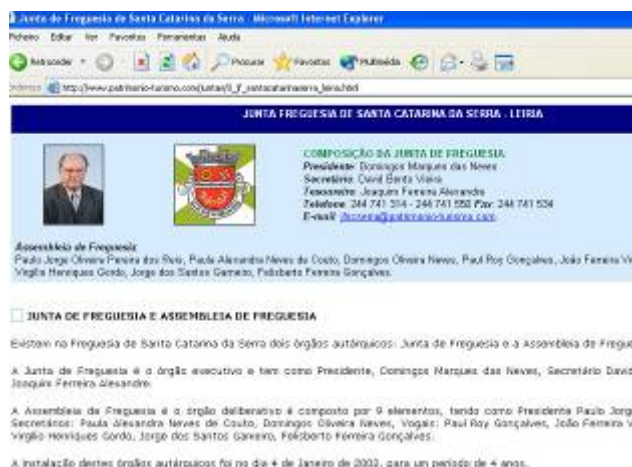 Junta de Freguesia de Santa Catarina da Serra - Microsoft Internet Explorer
Ficheiro Editar Ver Favoritos Ferramentas Ajuda
Retroceder Procurar Favoritos Multimédia
JUNTA FREGUESIA DE SANTA CATARINA DA SERRA . LEIRIA
COMPOSIÇÃO DA JUNTA DE FREGUESIA
Presidente: Domingos Marques das Neves
Secretário: David Bento Vieira
Tesoureiro: Joaquim Ferreira Alexandre
Telefone: 244 741 314 - 244 741 550 Fax: 244 741 534
E-mail:
Assembleia de Freguesia:
Paulo Jorge Oliveira Pereira dos Reis, Paula Alexandra Neves de Couto, Domingos Oliveira Neves, Paul Roy Gonçalves, João Ferreira
Virgílio Henriques Gordo, Jorge dos Santos Gameiro, Felisberto Ferreira Gonçalves.
JUNTA DE FREGUESIA E ASSEMBLEIA DE FREGUESIA
Existem na Freguesia de Santa Catarina da Serra dois órgãos autárquicos: Junta de Freguesia e a Assembleia de
A Junta de Freguesia é o órgão executivo e tem como Presidente, Domingos Marques das Neves, Secretário David
Joaquim Ferreira Alexandre.
A Assembleia de Freguesia é o órgão deliberativo é composto por 9 elementos, tendo como Presidente Paulo Jorge
Secretários: Paula Alexandra Neves de Couto, Domingos Oliveira Neves, Vogais: Paul Roy Gonçalves, João Ferreira
Virgílio Henriques Gordo, Jorge dos Santos Gameiro, Felisberto Ferreira Gonçalves.
A instalação destes órgãos autárquicos foi no dia 4 de Janeiro de 2002, para um período de 4 anos.